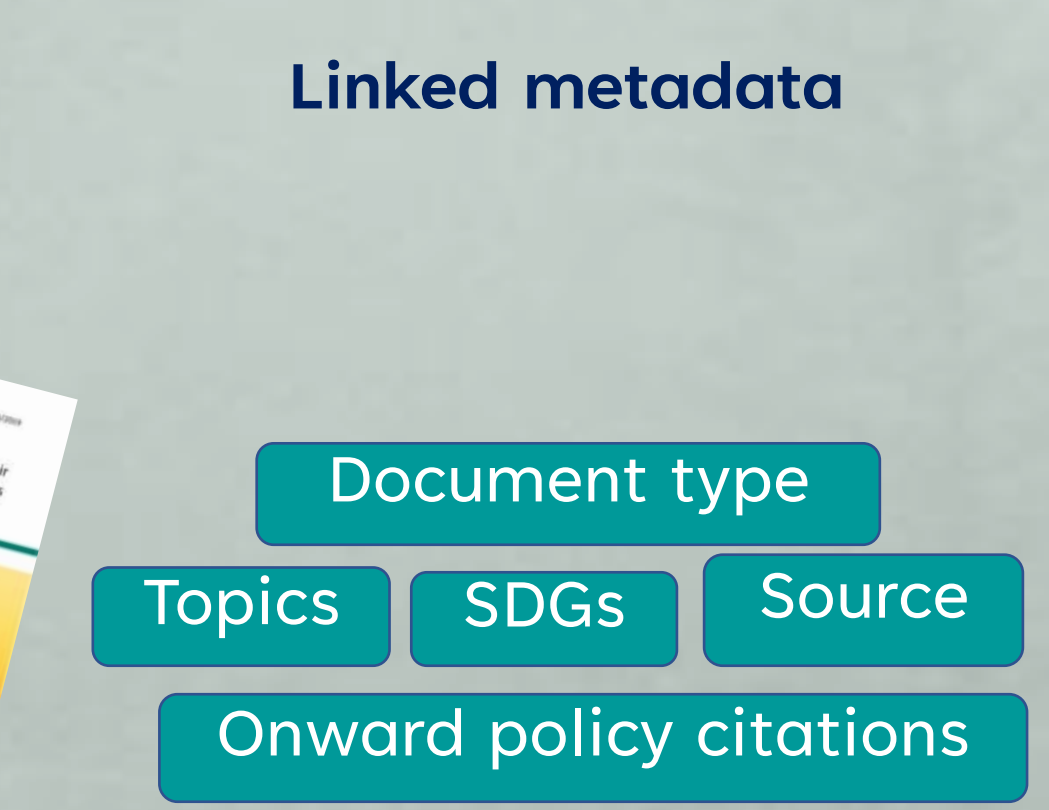 Linked metadata
Document type
Topics
SDGs
Source
Onward policy citations